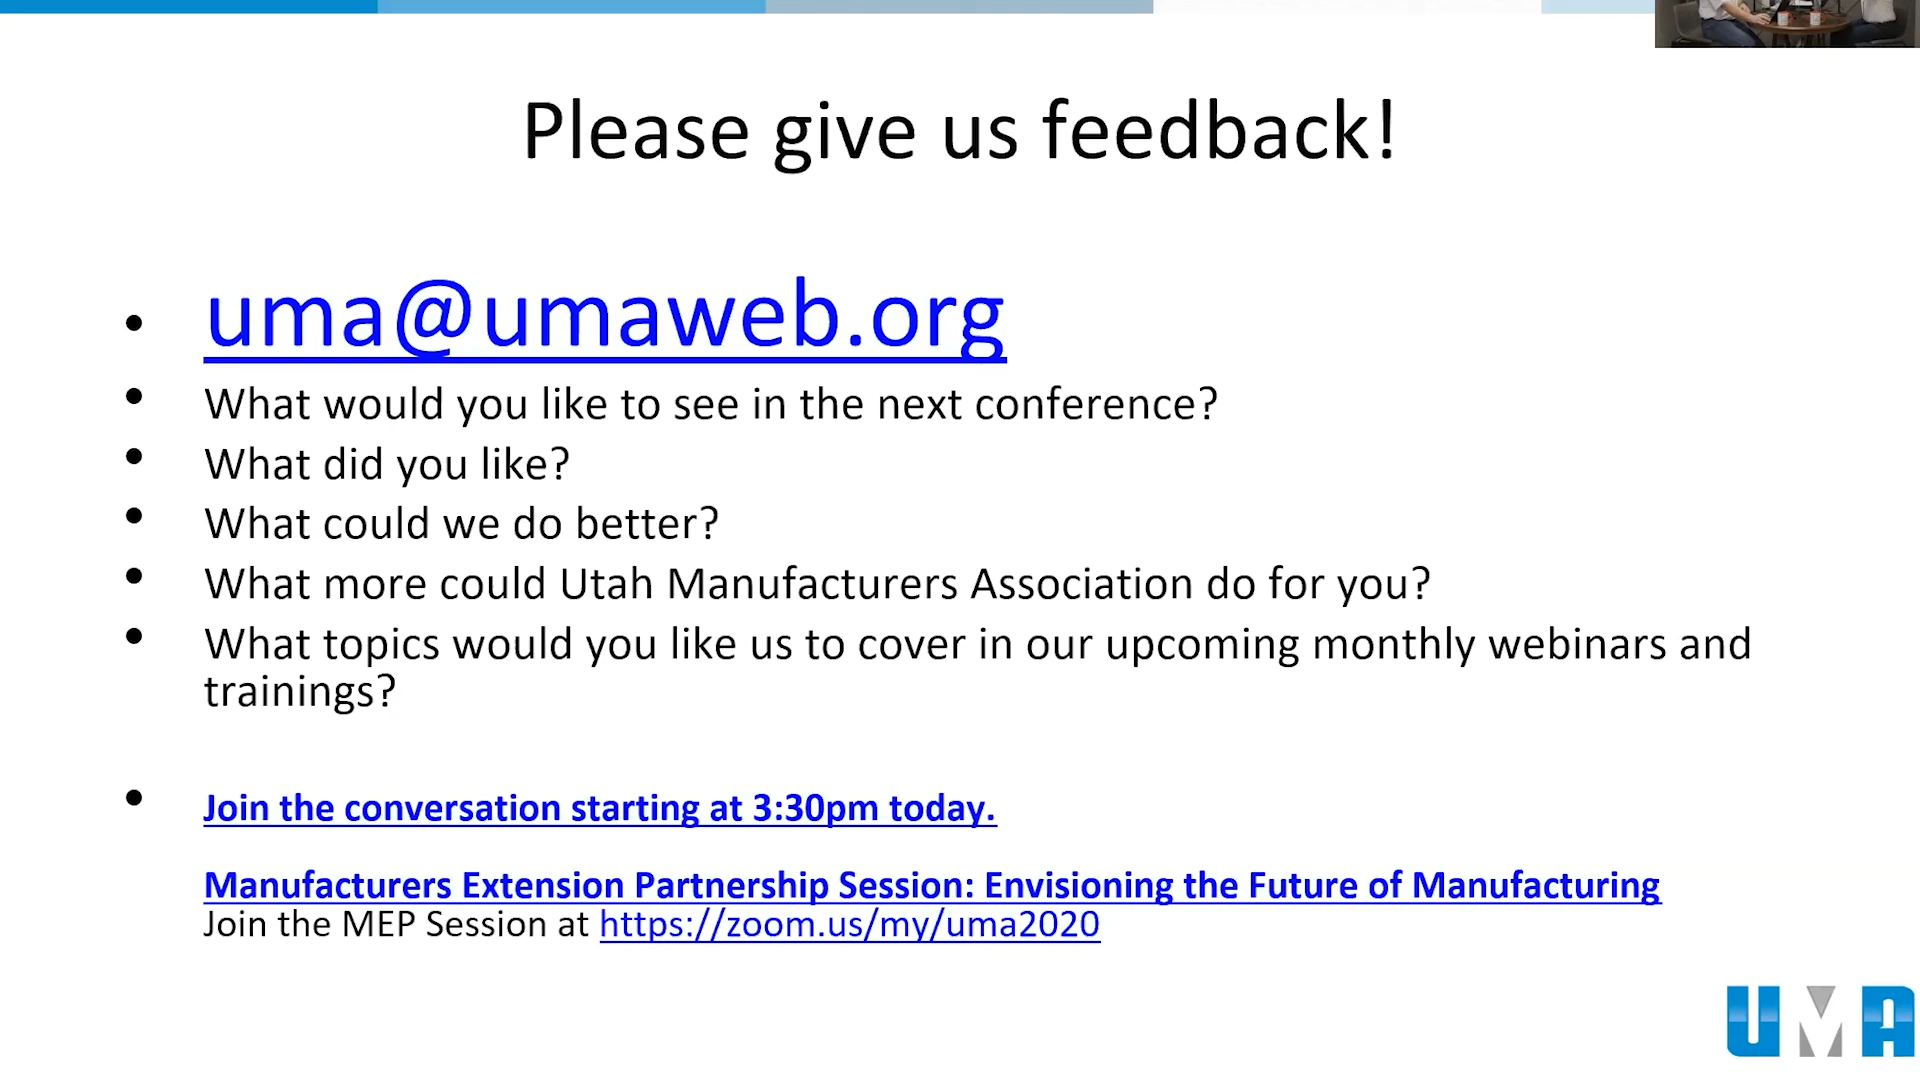 Please give us feedback!
• uma@umaweb.org
• What would you like to see in the next conference?
• What did you like?
• What could we do better?
• What more could Utah Manufacturers Association do for you?
• What topics would you like us to cover in our upcoming monthly webinars and
trainings?
• Join the conversation starting at 3:30pm today.
Manufacturers Extension Partnership Session: Envisioning the Future of Manufacturing
Join the MEP Session at https://zoom.us/my/uma2020
UMA